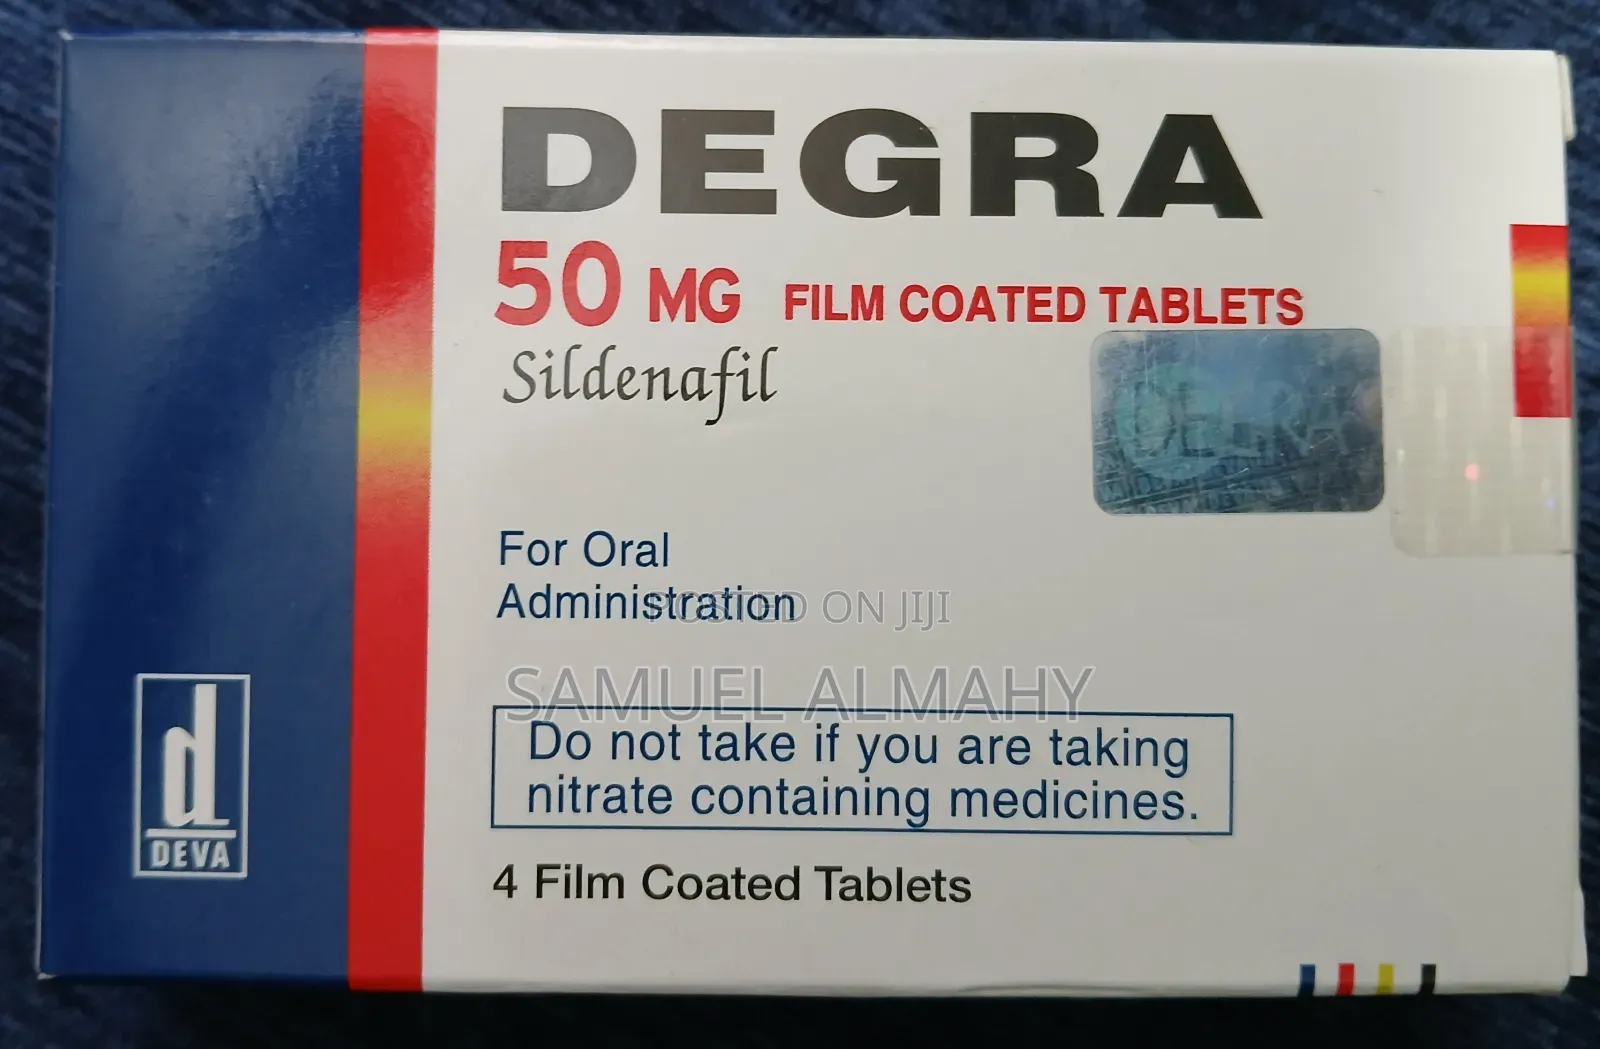 DEGRA
50 MG FILM COATED TABLETS
Sildenafil
DEGRA
For Oral
Administration
POSTED ON JIJI
SAMUEL ALMAHY
Do not take if you are taking
nitrate containing medicines.
4 Film Coated Tablets
d
DEVA